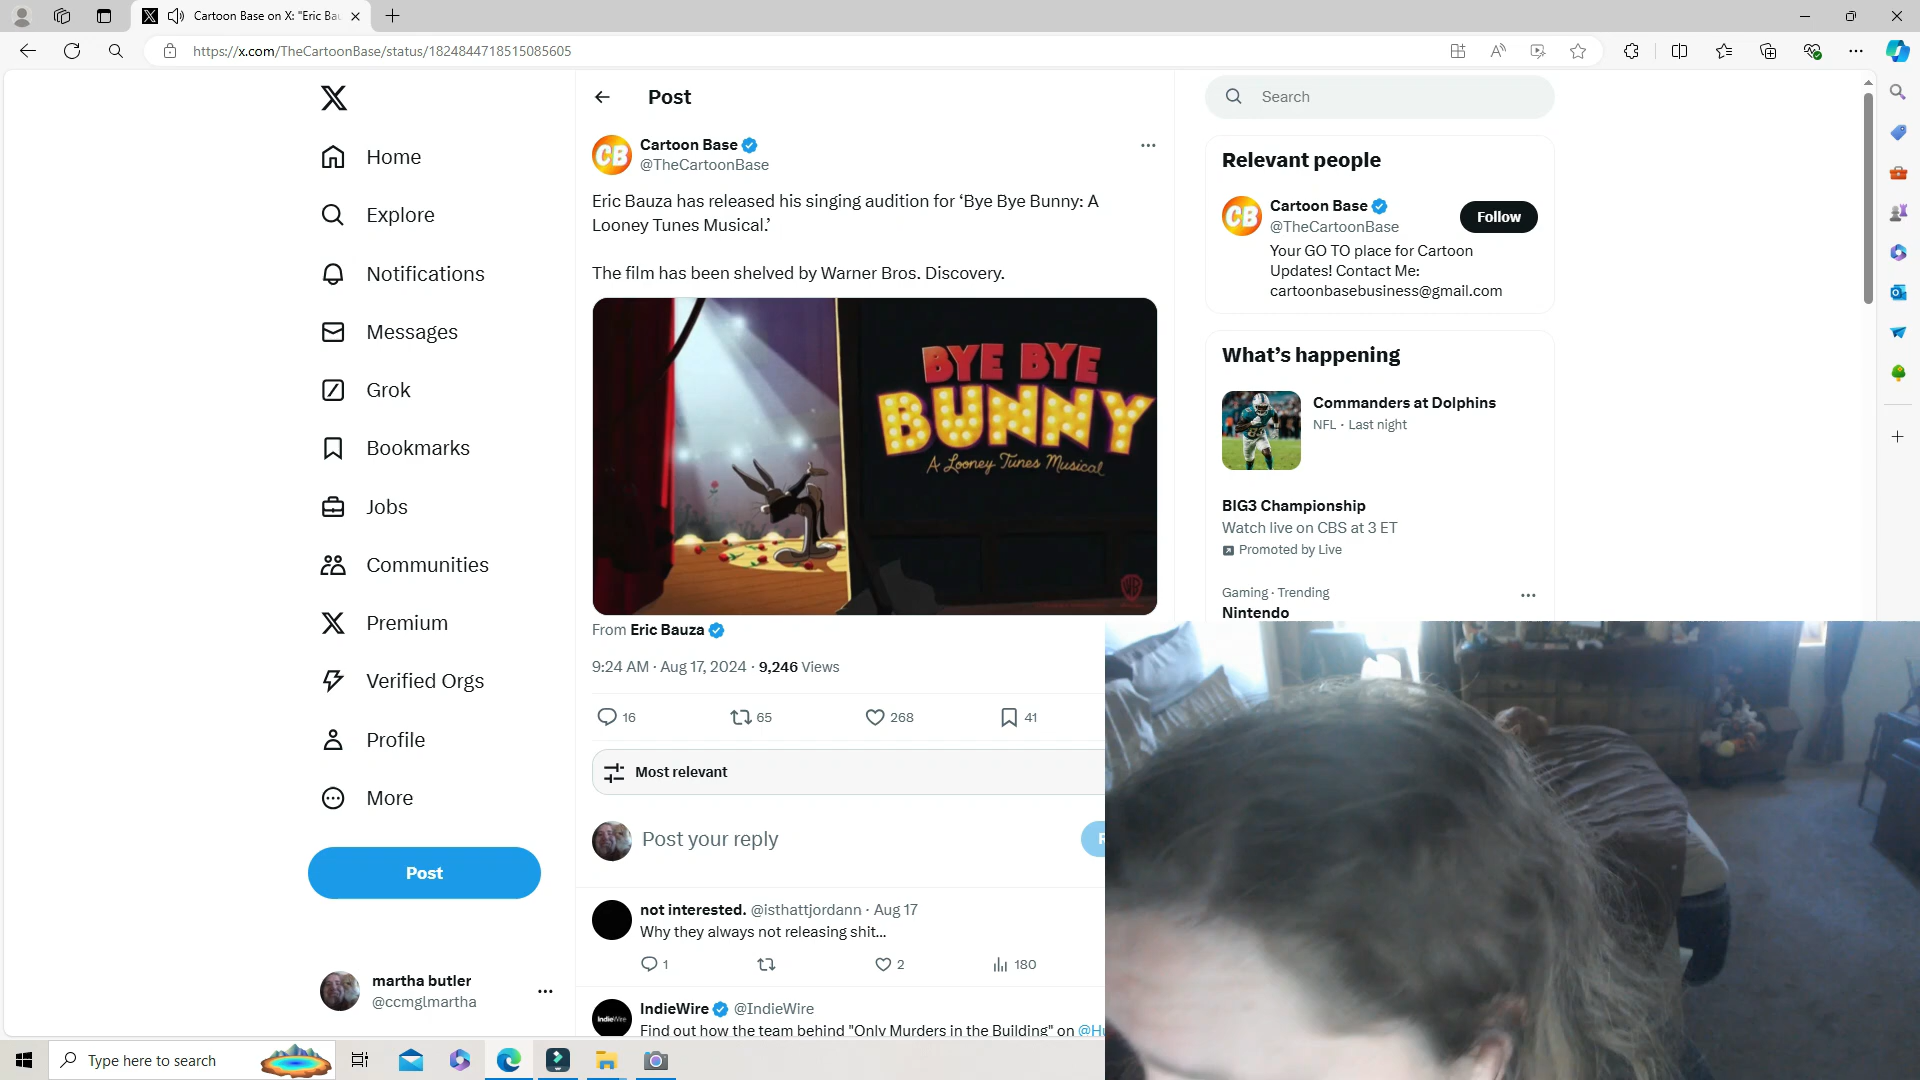 Cartoon Base on X: "Eric Bau
https://x.com/TheCartoonBase/status/1824844718515085605
Home
Explore
Notifications
Messages
Grok
Bookmarks
Jobs
Communities
Premium
Verified Orgs
Profile
More
Post
martha butler
@ccmglmartha
Post
CB
Cartoon Base
@TheCartoonBase
Eric Bauza has released his singing audition for ‘Bye Bye Bunny: A
Looney Tunes Musical.’
The film has been shelved by Warner Bros. Discovery.
BYE BYE
BUNNY
A Looney Tunes Musical
From Eric Bauza
9:24 AM · Aug 17, 2024 · 9,246 Views
16
65
268
41
Most relevant
Post your reply
not interested. @isthattjordann · Aug 17
Why they always not releasing shit...
1
2
180
IndieWire @IndieWire
Find out how the team behind "Only Murders in the Building" on @Hu
Search
Relevant people
CB
Cartoon Base
@TheCartoonBase
Follow
Your GO TO place for Cartoon
Updates! Contact Me:
cartoonbasebusiness@gmail.com
What’s happening
Commanders at Dolphins
NFL · Last night
BIG3 Championship
Watch live on CBS at 3 ET
Promoted by Live
Gaming · Trending
Nintendo
Type here to search